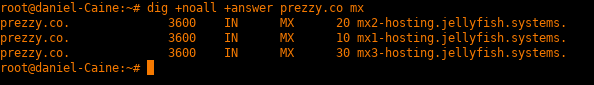 root@daniel-Caine:~# dig +noall +answer prezzy.co mx
prezzy.co. 3600 IN MX 20 mx2-hosting.jellyfish.systems.
prezzy.co. 3600 IN MX 10 mx1-hosting.jellyfish.systems.
prezzy.co. 3600 IN MX 30 mx3-hosting.jellyfish.systems.
root@daniel-Caine:~#